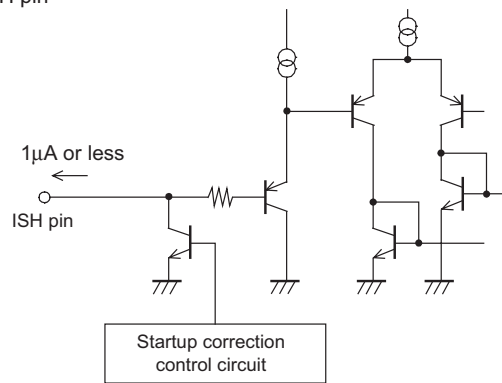 1μA or less
ISH pin
Startup correction
control circuit